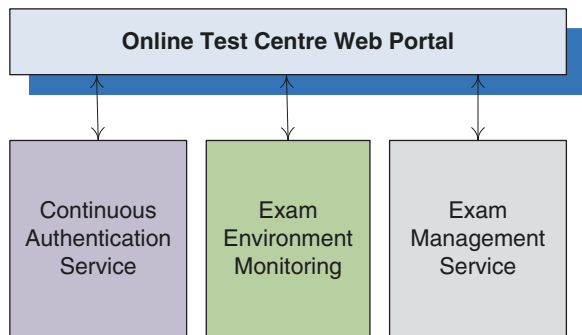 Online Test Centre Web Portal
Continuous
Authentication
Service
Exam
Environment
Monitoring
Exam
Management
Service